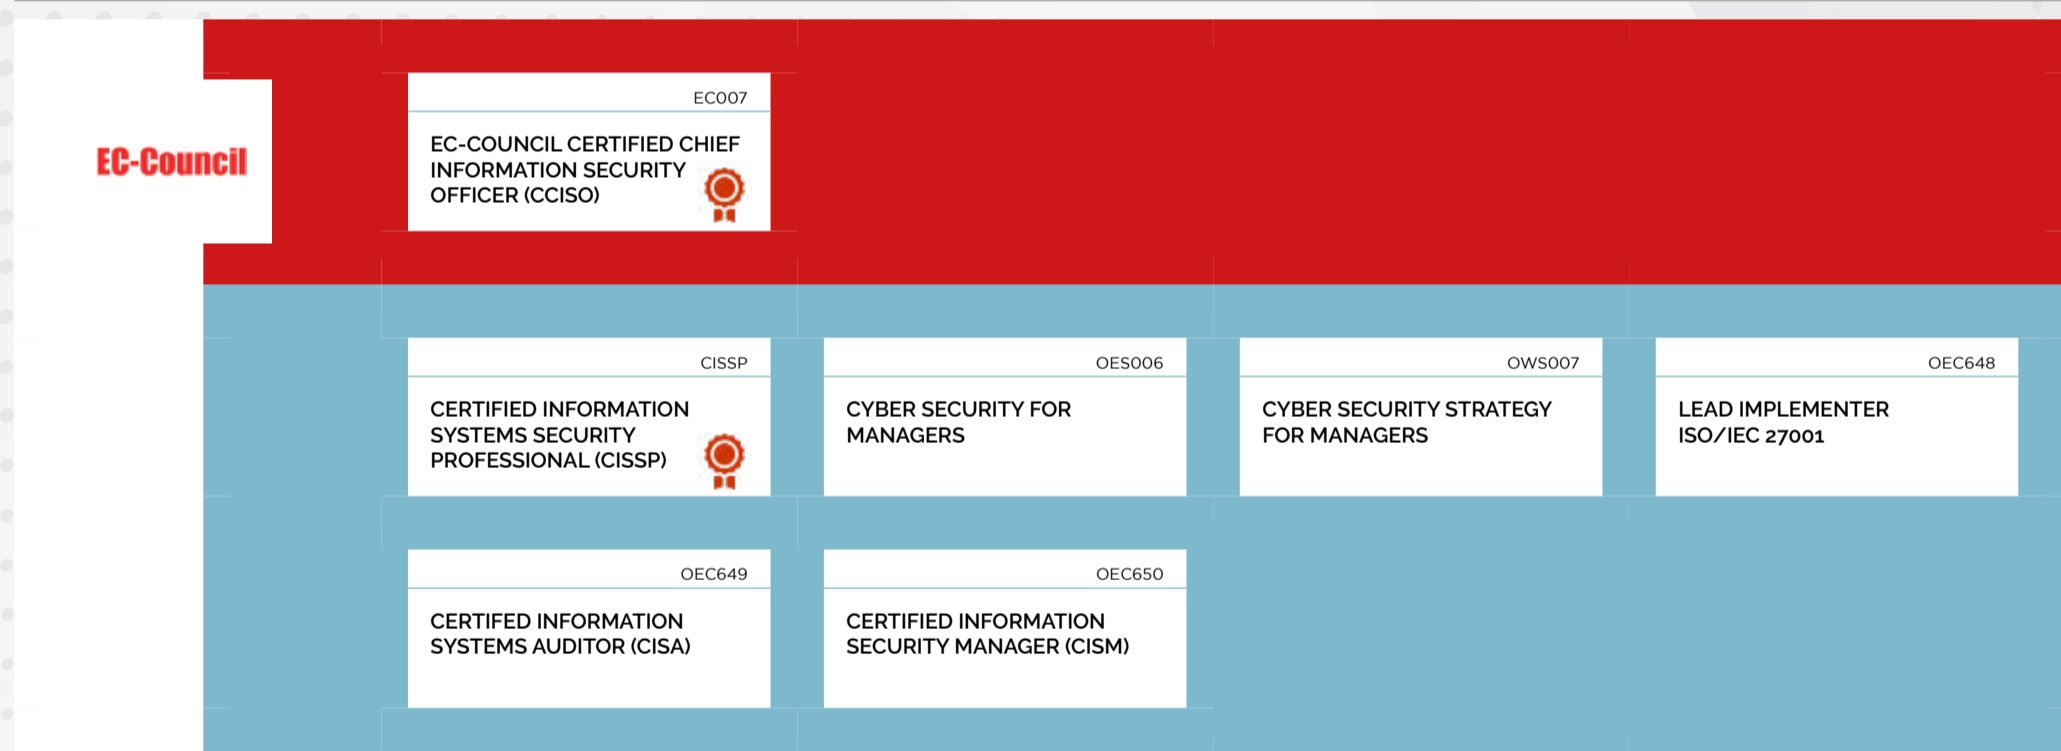 EC-Council
EC007
EC-COUNCIL CERTIFIED CHIEF
INFORMATION SECURITY
OFFICER (CCISO)
CISSP
CERTIFIED INFORMATION
SYSTEMS SECURITY
PROFESSIONAL (CISSP)
OES006
CYBER SECURITY FOR
MANAGERS
OWS007
CYBER SECURITY STRATEGY
FOR MANAGERS
OEC648
LEAD IMPLEMENTER
ISO/IEC 27001
OEC649
CERTIFED INFORMATION
SYSTEMS AUDITOR (CISA)
OEC650
CERTIFIED INFORMATION
SECURITY MANAGER (CISM)